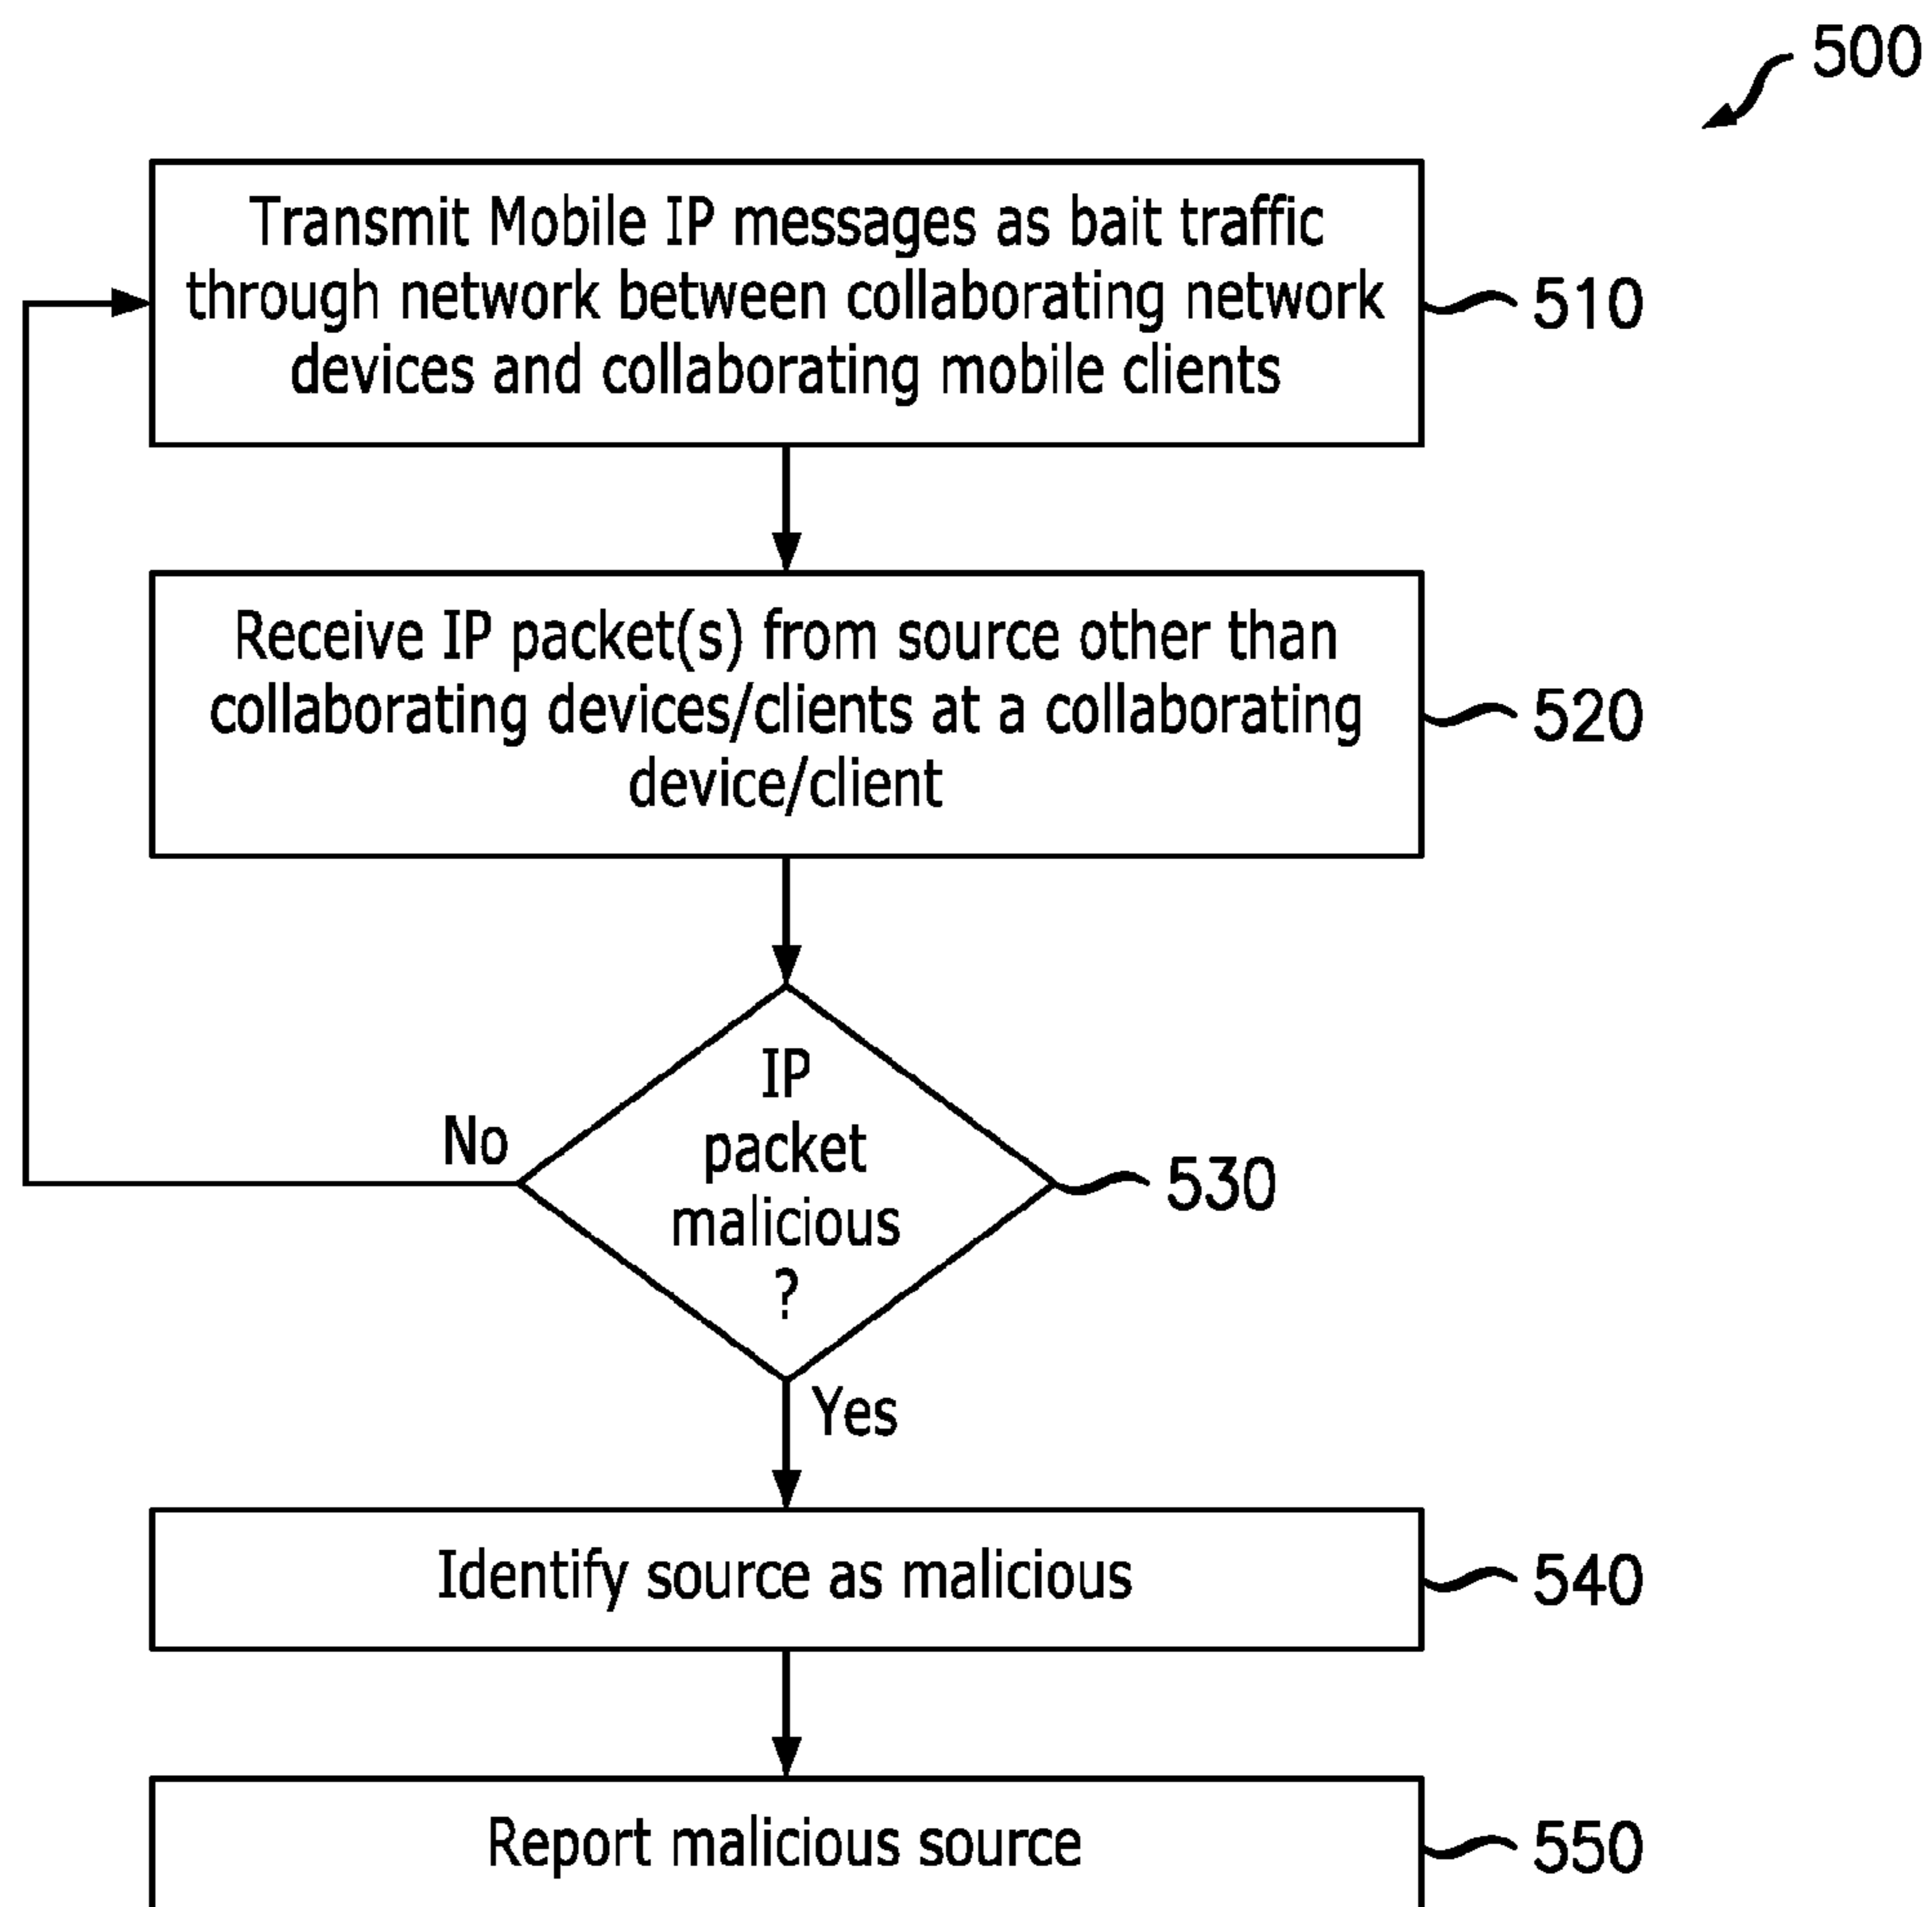 500
Transmit Mobile IP messages as bait traffic
through network between collaborating network
devices and collaborating mobile clients
510
Receive IP packet(s) from source other than
collaborating devices/clients at a collaborating
device/client
520
IP
packet
malicious
?
530
No
Yes
Identify source as malicious
540
Report malicious source
550